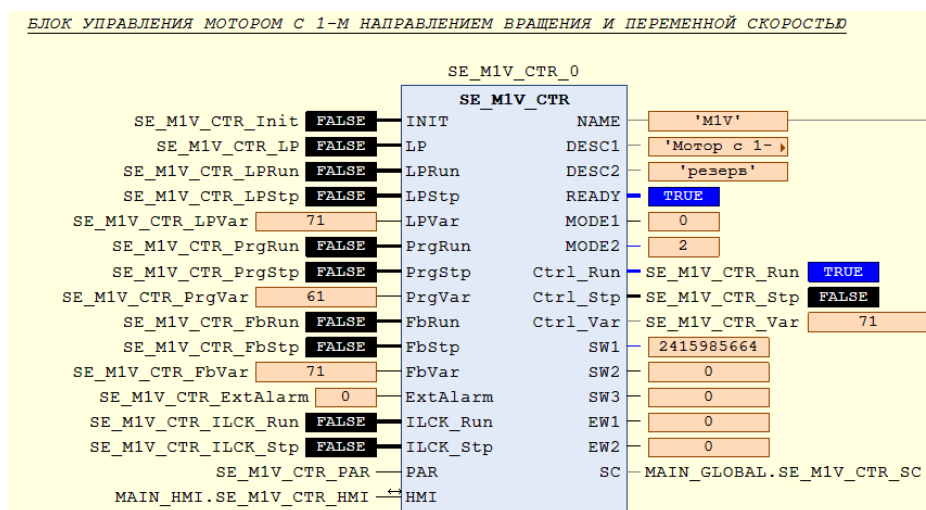 БЛОК УПРАВЛЕНИЯ МОТОРОМ С 1-М НАПРАВЛЕНИЕМ ВРАЩЕНИЯ И ПЕРЕМЕННОЙ СКОРОСТЬЮ
SE_M1V_CTR_0
SE_M1V_CTR
SE_M1V_CTR_Init FALSE INIT NAME 'M1V'
SE_M1V_CTR_LP FALSE LP DESC1 'Мотор с 1-
SE_M1V_CTR_LPRun FALSE LPRun DESC2 'резерв'
SE_M1V_CTR_LPStp FALSE LPStp READY TRUE
SE_M1V_CTR_LPVar 71 LPVar MODE1 0
SE_M1V_CTR_PrgRun FALSE PrgRun MODE2 2
SE_M1V_CTR_PrgStp FALSE PrgStp Ctrl_Run SE_M1V_CTR_Run TRUE
SE_M1V_CTR_PrgVar 61 PrgVar Ctrl_Stp SE_M1V_CTR_Stp FALSE
SE_M1V_CTR_FbRun FALSE FbRun Ctrl_Var SE_M1V_CTR_Var 71
SE_M1V_CTR_FbStp FALSE FbStp SW1 2415985664
SE_M1V_CTR_FbVar 71 FbVar SW2 0
SE_M1V_CTR_ExtAlarm 0 ExtAlarm SW3 0
SE_M1V_CTR_ILCK_Run FALSE ILCK_Run EW1 0
SE_M1V_CTR_ILCK_Stp FALSE ILCK_Stp EW2 0
SE_M1V_CTR_PAR PAR SC MAIN_GLOBAL.SE_M1V_CTR_SC
MAIN_HMI.SE_M1V_CTR_HMI HMI